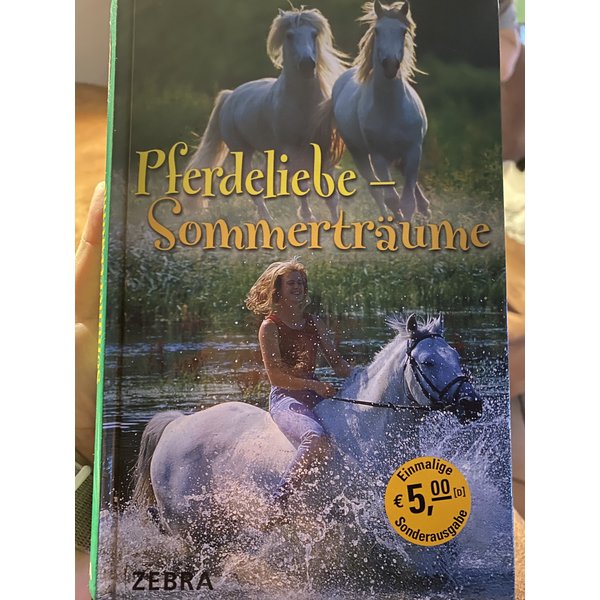 Pferdeliebe –
Sommerträume
Einmalige
€ 5,00 [D]
Sonderausgabe
ZEBRA